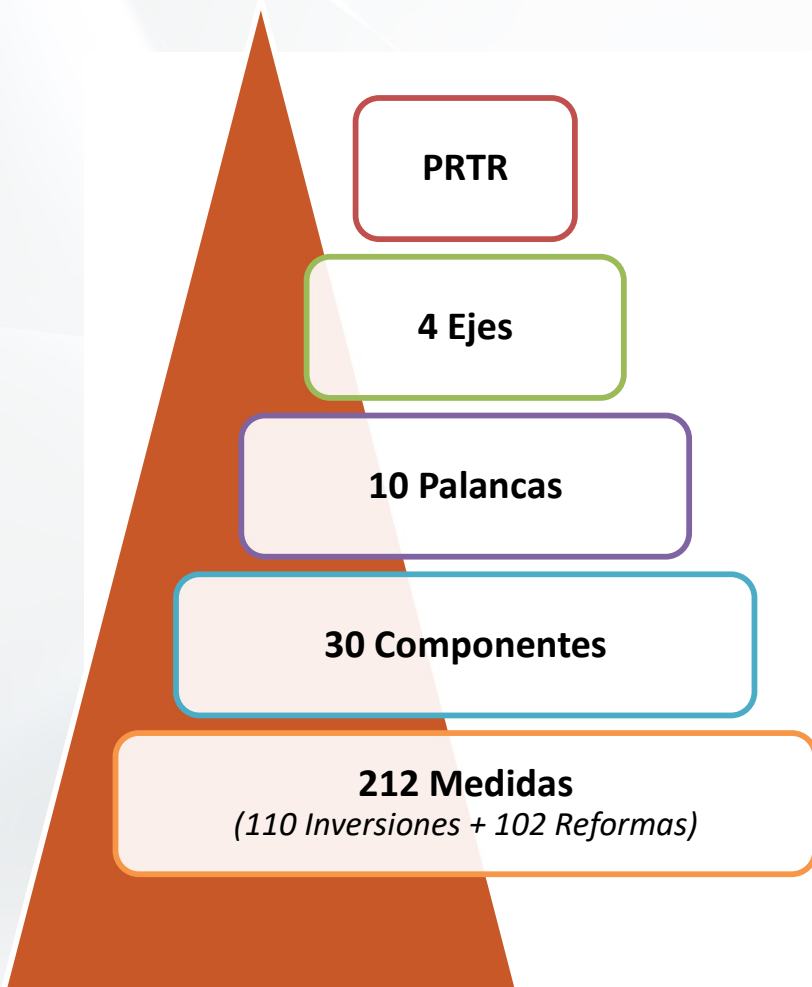 PRTR
4 Ejes
10 Palancas
30 Componentes
212 Medidas
(110 Inversiones + 102 Reformas)